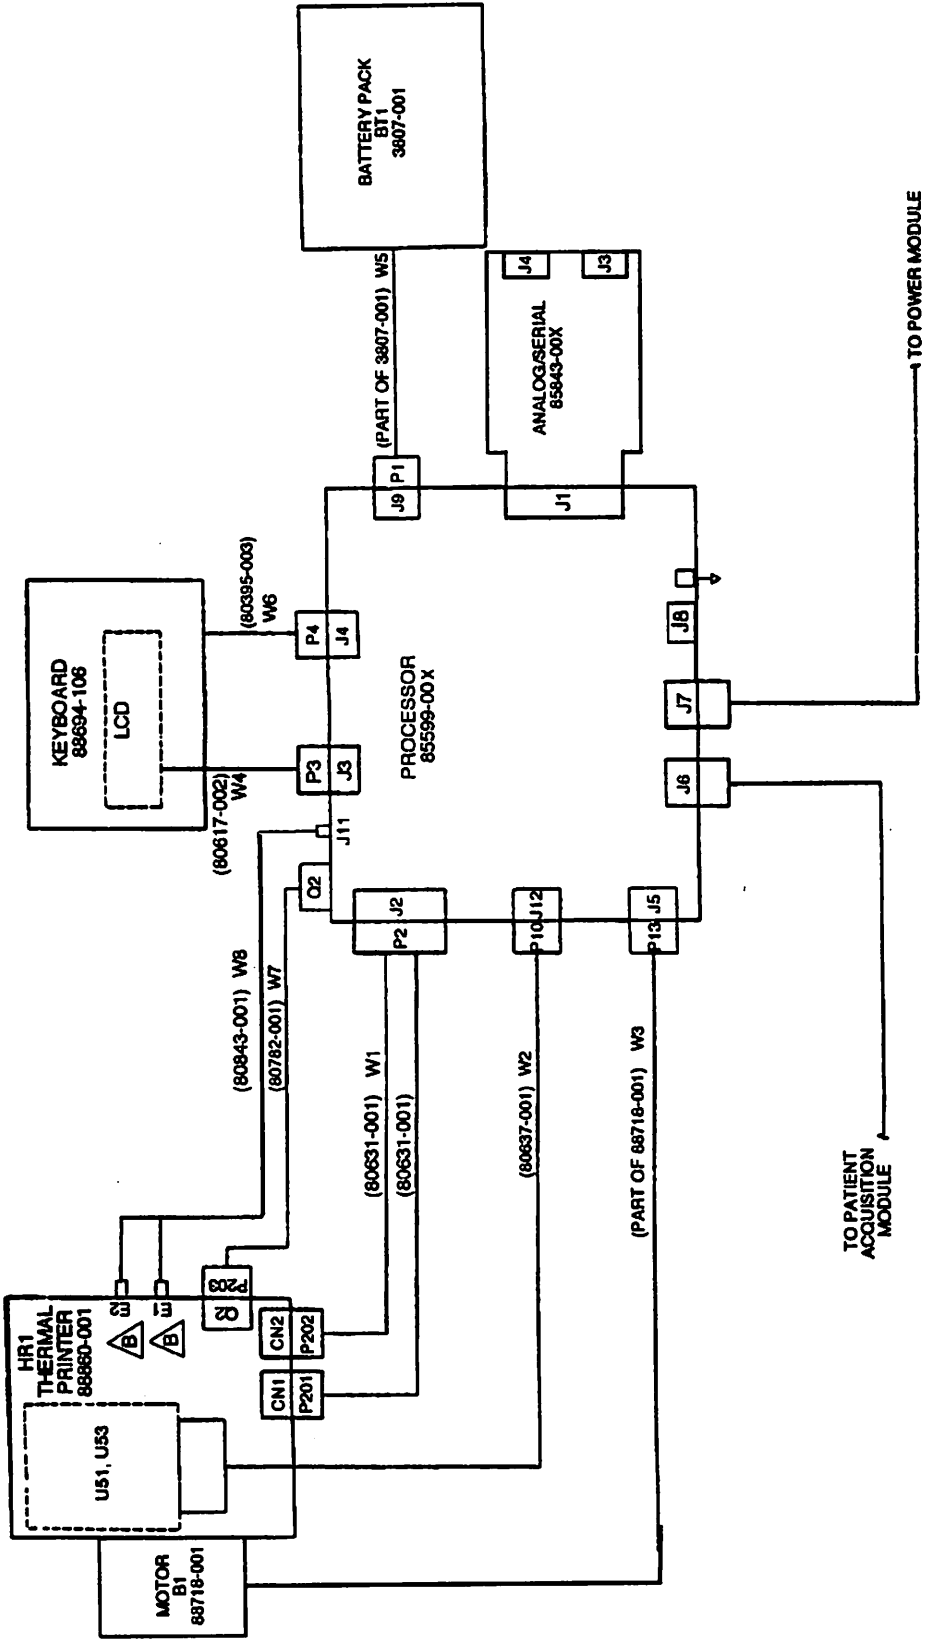 HR1
THERMAL
PRINTER
88860-001
U51, U53
MOTOR
B1
88718-001
E2
B
E1
B
Q2
P203
CN2
P202
CN1
P201
(80843-001) W8
(80782-001) W7
(80631-001) W1
(80631-001)
(80637-001) W2
(PART OF 88718-001) W3
KEYBOARD
88694-106
LCD
(80617-002)
W4
(80395-003)
W6
P3
J3
P4
J4
J11
Q2
P2
J2
P10
J12
P13
J5
PROCESSOR
85599-00X
J9
P1
J1
J6
J7
J8
(PART OF 3807-001) W5
BATTERY PACK
BT1
3807-001
ANALOG/SERIAL
85843-00X
J4
J3
TO PATIENT
ACQUISITION
MODULE
TO POWER MODULE